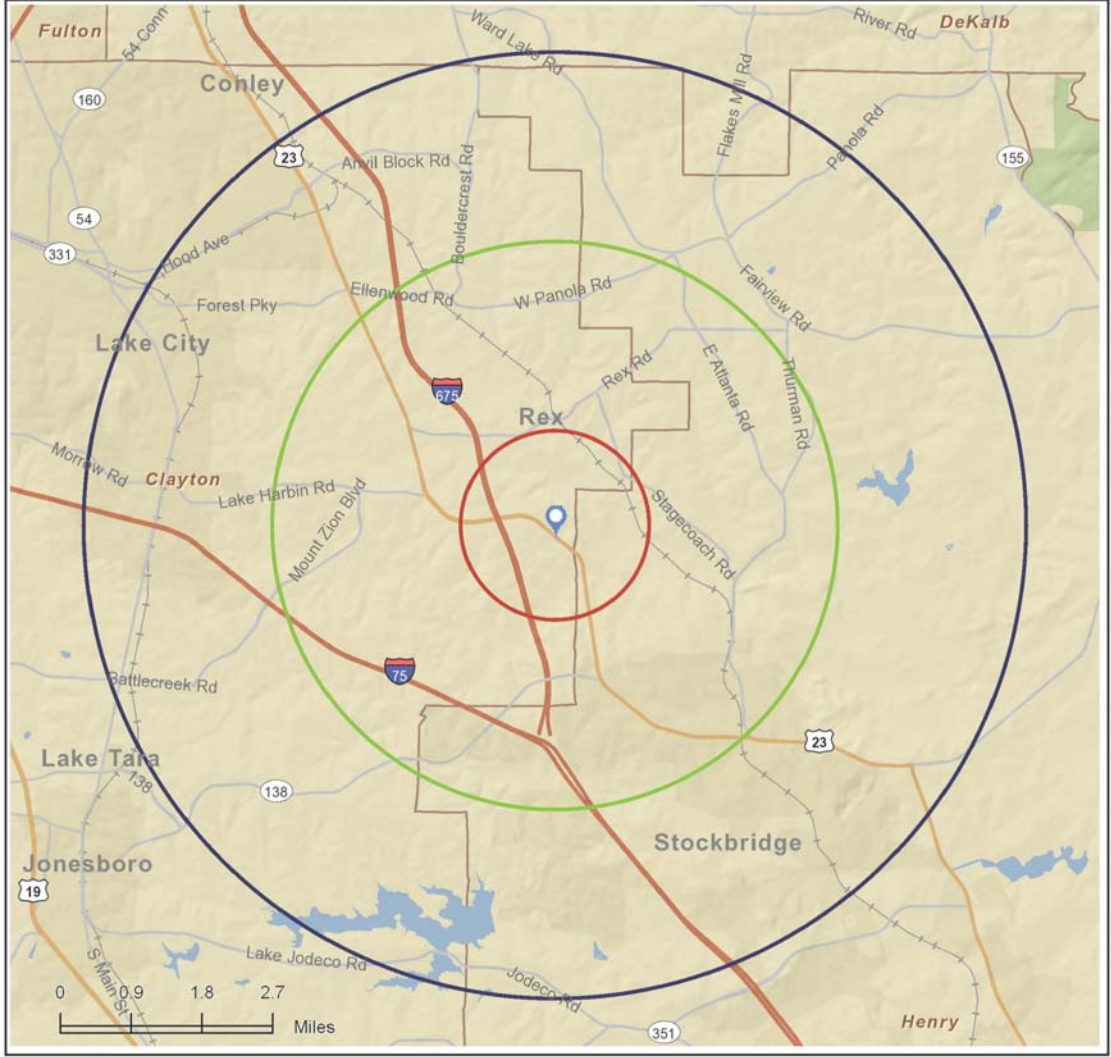 Fulton
54 Conn
Ward Lake Rd
River Rd
DeKalb
Conley
160
Flakes Mill Rd
Panola Rd
23
Anvil Block Rd
Bouldercrest Rd
155
54
331
Hood Ave
Forest Pky
Ellenwood Rd
W Panola Rd
Fairview Rd
Lake City
675
Rex Rd
E Atlanta Rd
Thurman Rd
Rex
Morrow Rd
Clayton
Lake Harbin Rd
Mount Zion Blvd
Stagecoach Rd
75
Battlecreek Rd
23
Lake Tara
138
138
Stockbridge
Jonesboro
19
Lake Jodeco Rd
S Main St
Jodeco Rd
351
Henry
0 0.9 1.8 2.7
Miles